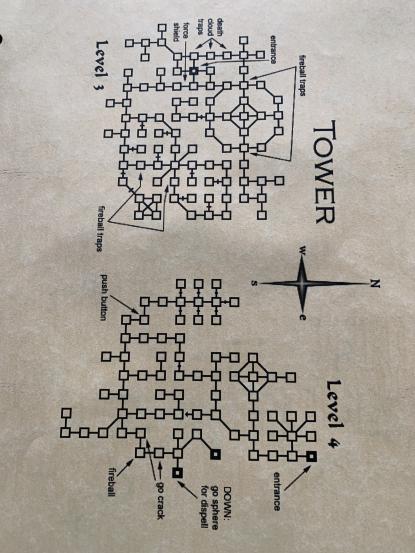 TOWER
Level 3
death
cloud
traps
force
shield
entrance
fireball traps
fireball traps
N
w
e
s
Level 4
entrance
push button
fireball
go crack
DOWN:
go sphere
for dispell